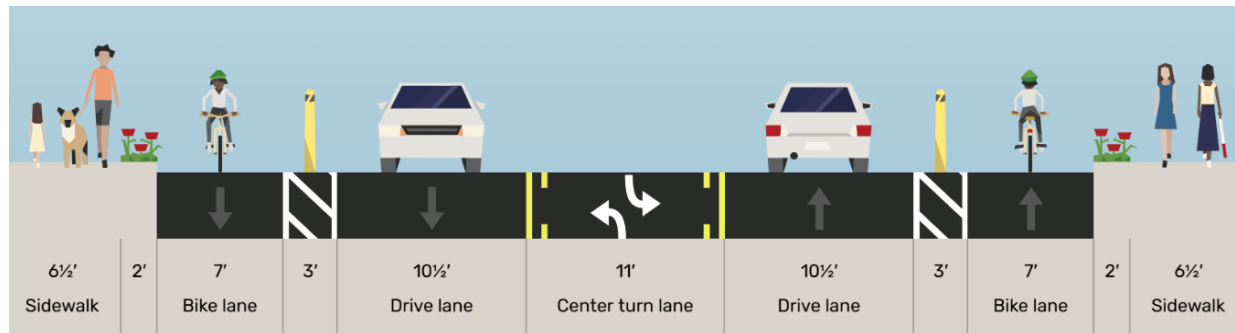 6½′ 2′ 7′ 3′ 10½′ 11′ 10½′ 3′ 7′ 2′ 6½′
Sidewalk Bike lane Drive lane Center turn lane Drive lane Bike lane Sidewalk